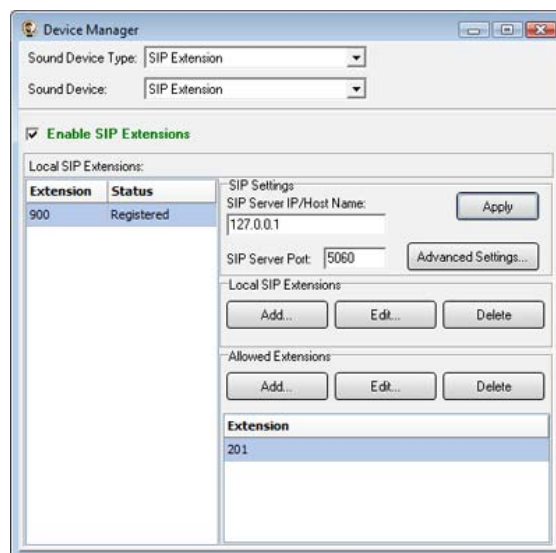 Device Manager
Sound Device Type: SIP Extension
Sound Device: SIP Extension
Enable SIP Extensions
Local SIP Extensions:
Extension Status
900 Registered
SIP Settings
SIP Server IP/Host Name:
127.0.0.1
Apply
SIP Server Port: 5060
Advanced Settings...
Local SIP Extensions
Add... Edit... Delete
Allowed Extensions
Add... Edit... Delete
Extension
201